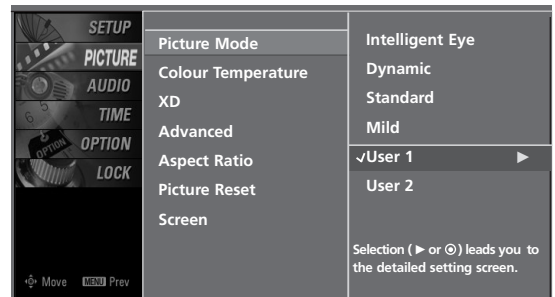 SETUP
PICTURE
AUDIO
TIME
OPTION
LOCK
Move MENU Prev
Picture Mode
Colour Temperature
XD
Advanced
Aspect Ratio
Picture Reset
Screen
Intelligent Eye
Dynamic
Standard
Mild
✓User 1 ►
User 2
Selection ( ► or ⊙ ) leads you to
the detailed setting screen.